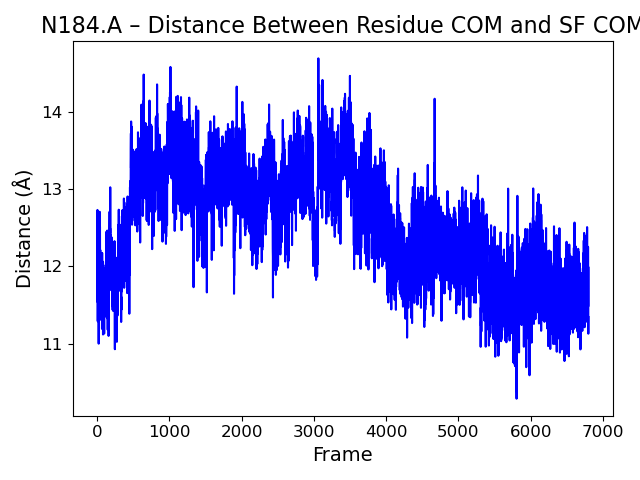 N184.A – Distance Between Residue COM and SF COM
14
13
12
11
Distance (Å)
0 1000 2000 3000 4000 5000 6000 7000
Frame